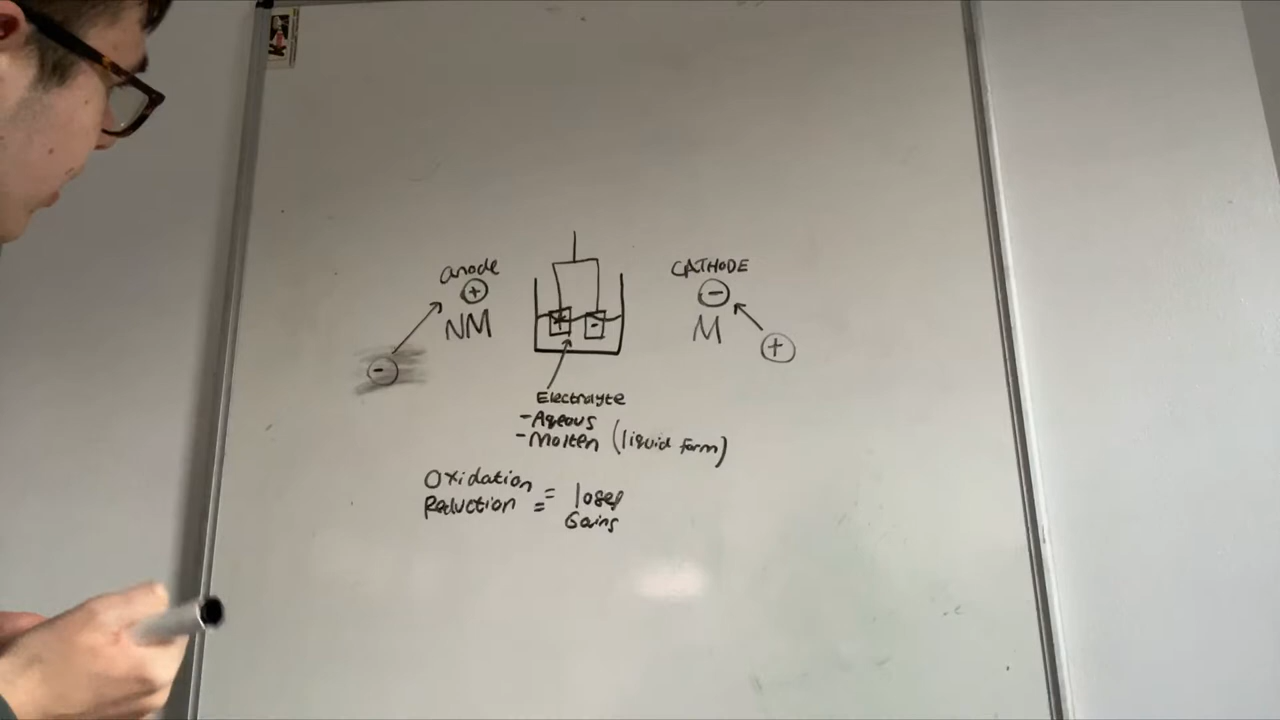 anode
+
NM
-
CATHODE
-
M
+
+
-
Electrolyte
- Aqeous
- Molten (liquid form)
Oxidation = loses
Reduction = Gains